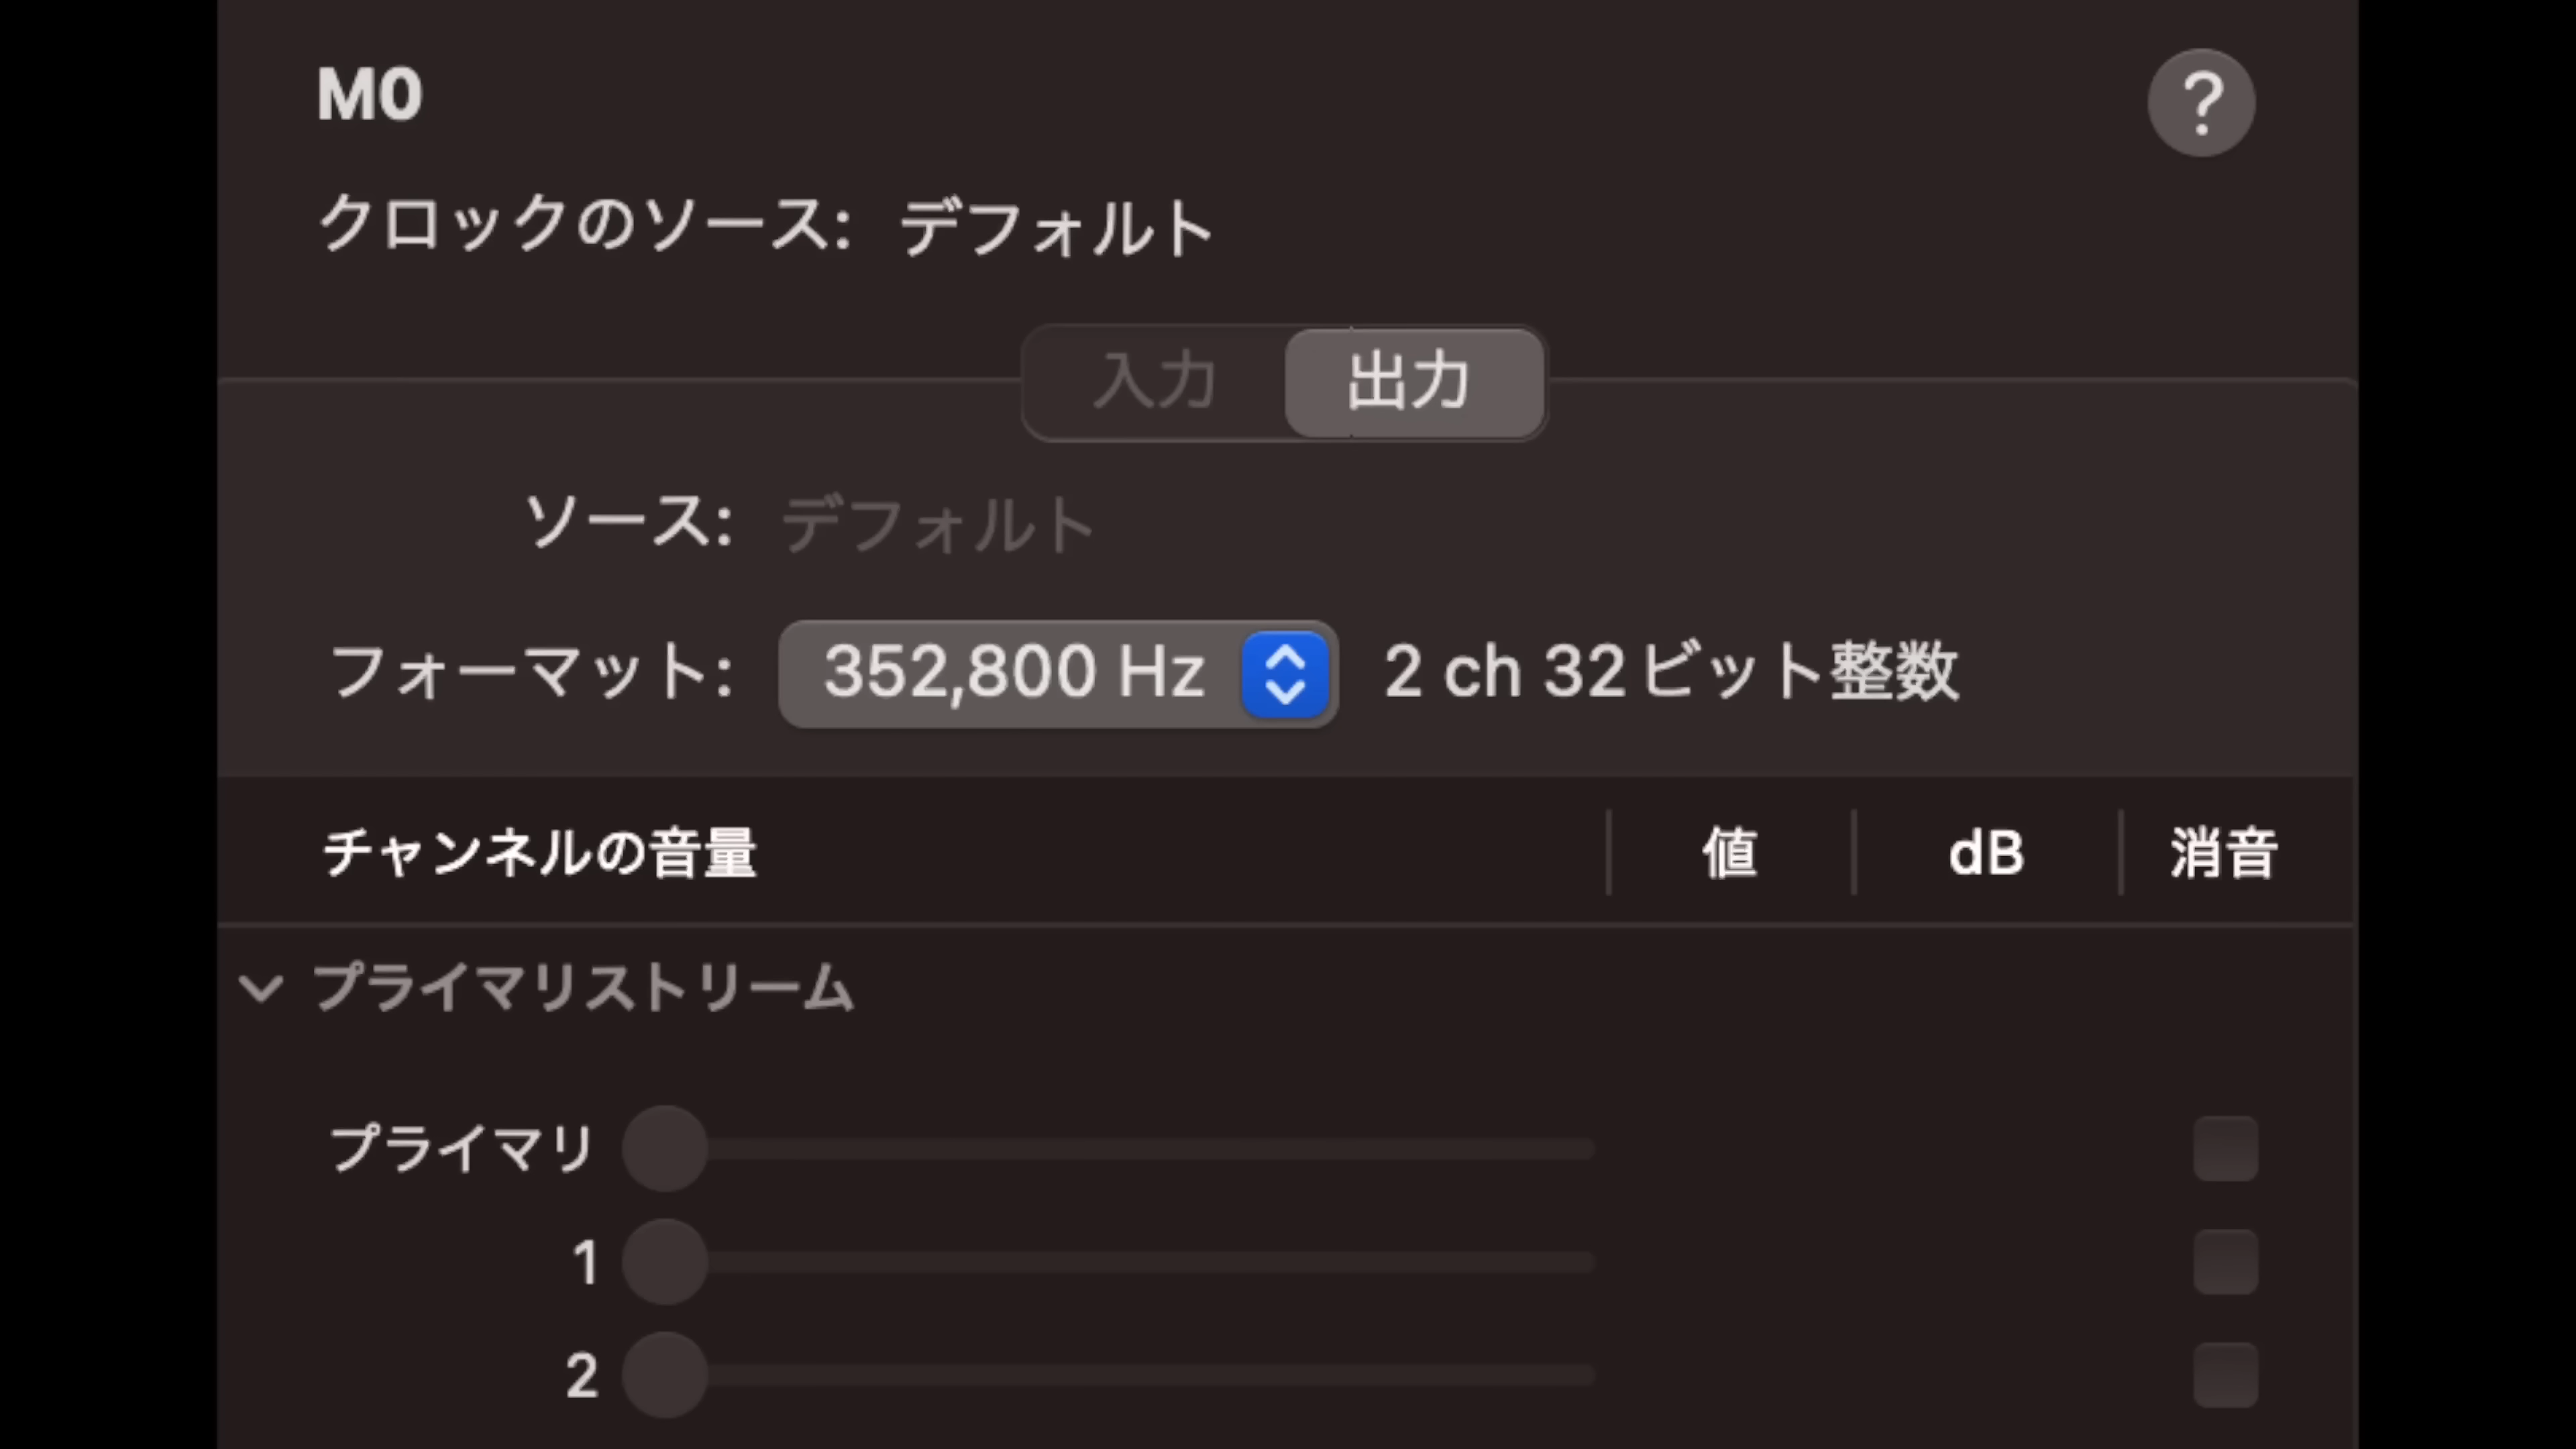 M0
?
クロックのソース: デフォルト
入力 出力
ソース: デフォルト
フォーマット: 352,800 Hz 2 ch 32ビット整数
チャンネルの音量 値 dB 消音
プライマリストリーム
プライマリ
1
2